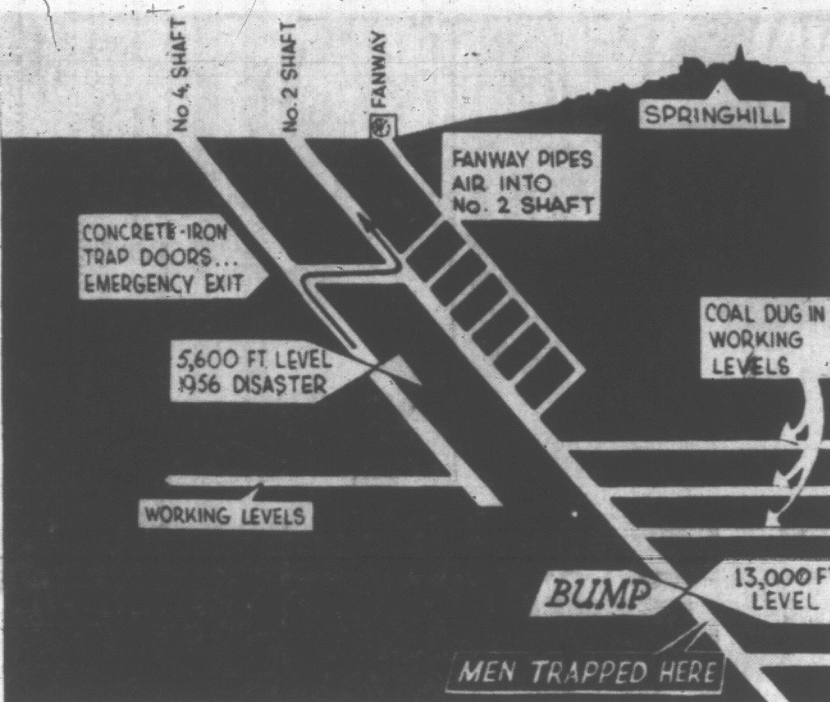 No. 4, SHAFT
No. 2 SHAFT
FANWAY
SPRINGHILL
FANWAY PIPES
AIR INTO
No. 2 SHAFT
CONCRETE-IRON
TRAP DOORS...
EMERGENCY EXIT
COAL DUG IN
WORKING
LEVELS
5,600 FT. LEVEL
1956 DISASTER
WORKING LEVELS
BUMP
13,000 FT
LEVEL
MEN TRAPPED HERE